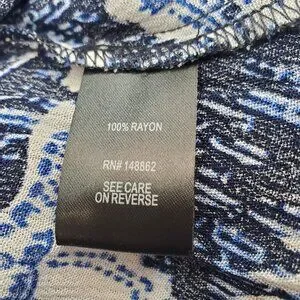 100% RAYON
RN# 148862
SEE CARE
ON REVERSE